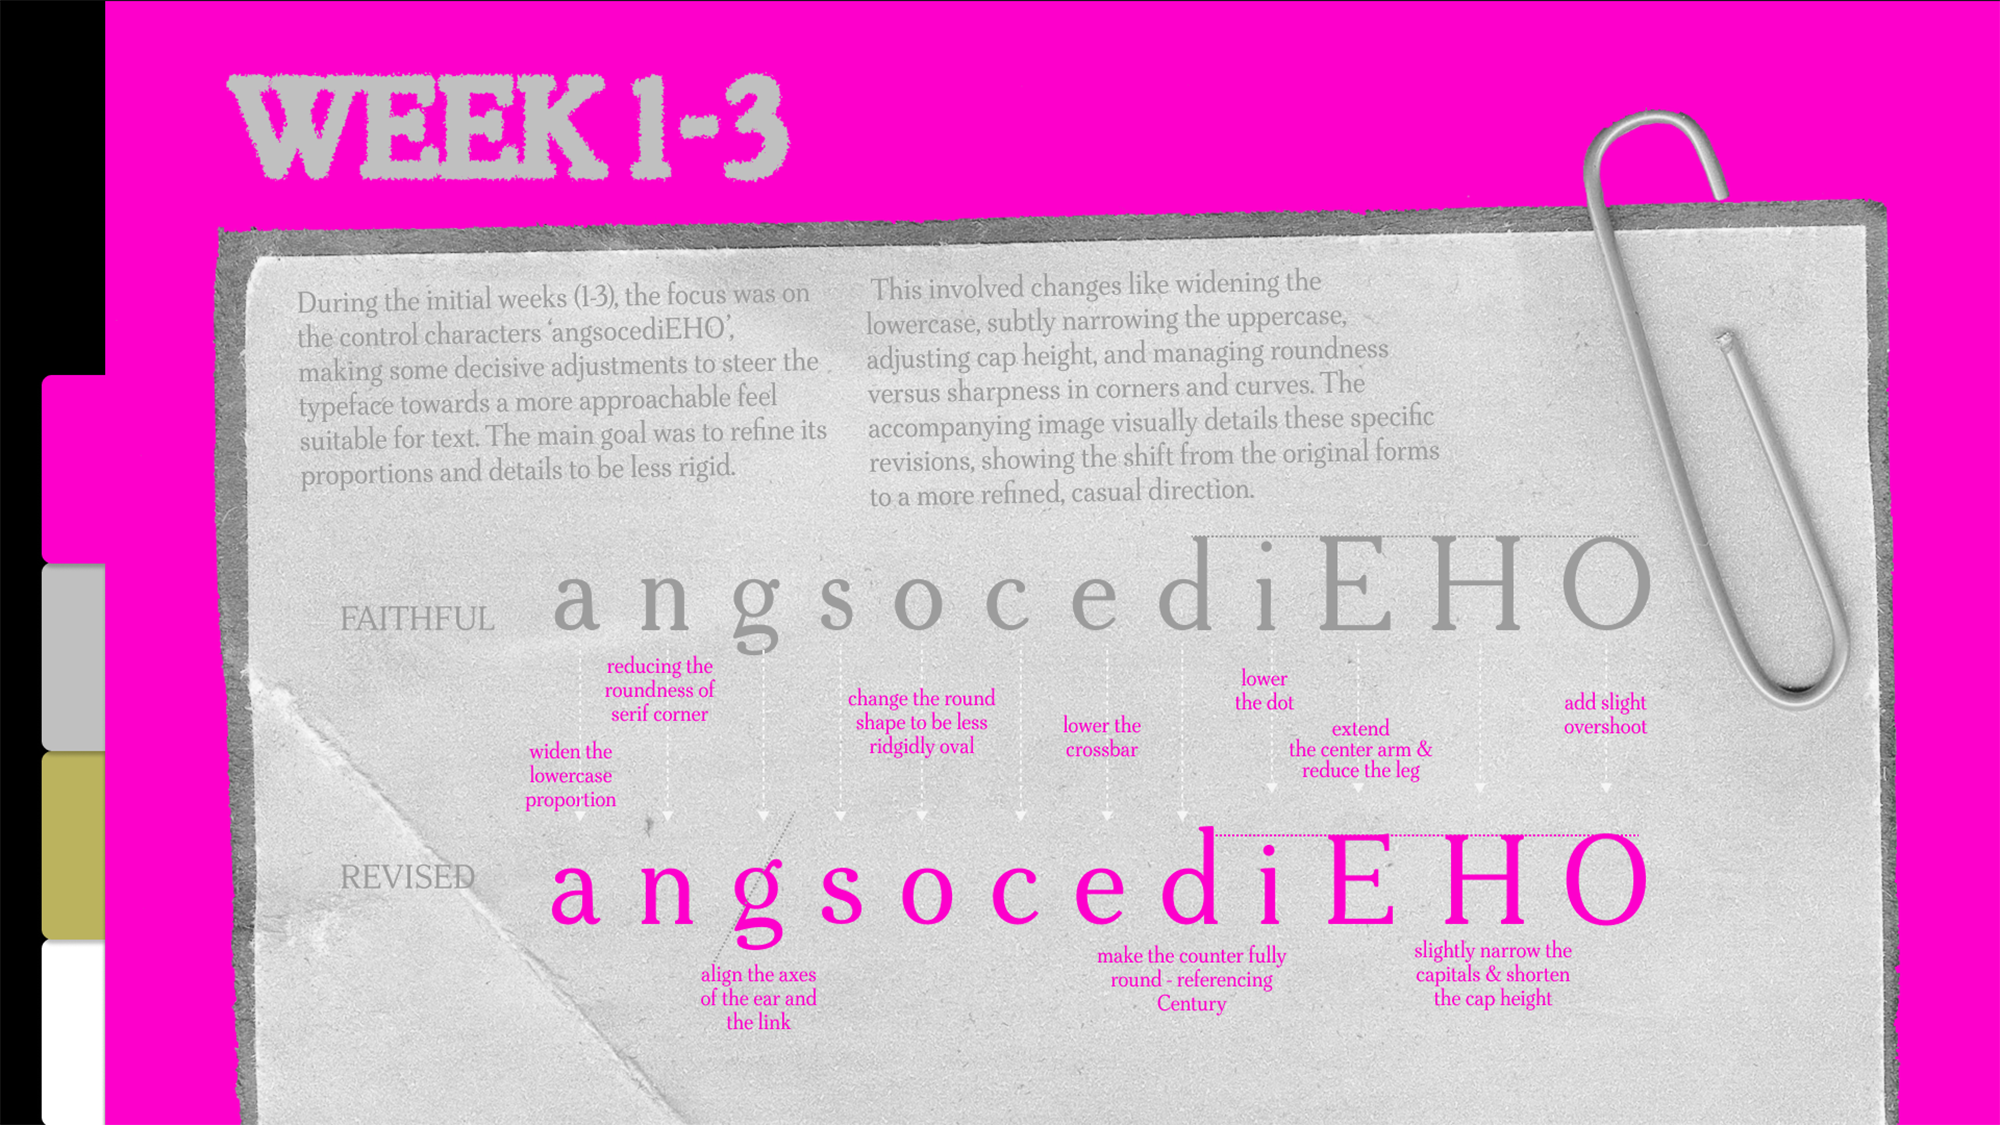 WEEK 1-3
During the initial weeks (1-3), the focus was on
the control characters ‘angsocediEHO’,
making some decisive adjustments to steer the
typeface towards a more approachable feel
suitable for text. The main goal was to refine its
proportions and details to be less rigid.
This involved changes like widening the
lowercase, subtly narrowing the uppercase,
adjusting cap height, and managing roundness
versus sharpness in corners and curves. The
accompanying image visually details these specific
revisions, showing the shift from the original forms
to a more refined, casual direction.
FAITHFUL
a n g s o c e d i E H O
widen the
lowercase
proportion
reducing the
roundness of
serif corner
change the round
shape to be less
ridgidly oval
lower the
crossbar
lower
the dot
extend
the center arm &
reduce the leg
add slight
overshoot
REVISED
a n g s o c e d i E H O
align the axes
of the ear and
the link
make the counter fully
round - referencing
Century
slightly narrow the
capitals & shorten
the cap height